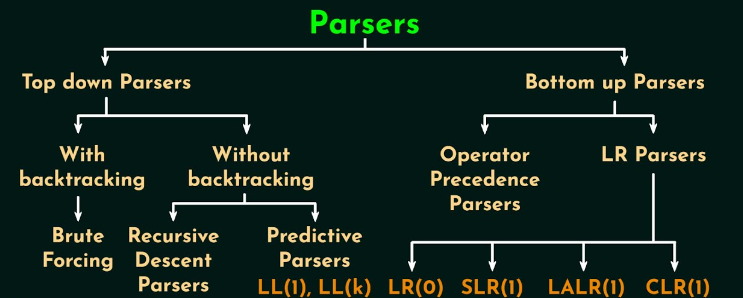 Parsers
Top down Parsers
Bottom up Parsers
With
backtracking
Without
backtracking
Operator
Precedence
Parsers
LR Parsers
Brute
Forcing
Recursive
Descent
Parsers
Predictive
Parsers
LL(1), LL(k)
LR(0)
SLR(1)
LALR(1)
CLR(1)